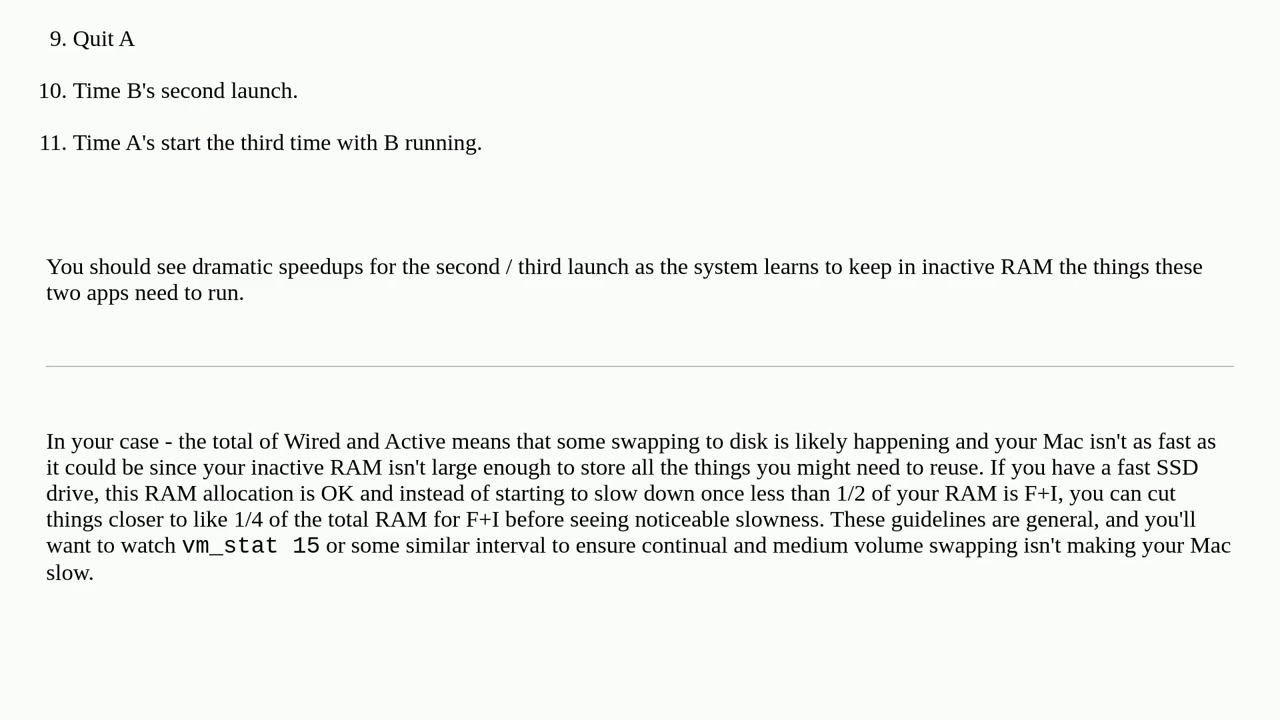 9. Quit A
10. Time B's second launch.
11. Time A's start the third time with B running.
You should see dramatic speedups for the second / third launch as the system learns to keep in inactive RAM the things these
two apps need to run.
In your case - the total of Wired and Active means that some swapping to disk is likely happening and your Mac isn't as fast as
it could be since your inactive RAM isn't large enough to store all the things you might need to reuse. If you have a fast SSD
drive, this RAM allocation is OK and instead of starting to slow down once less than 1/2 of your RAM is F+I, you can cut
things closer to like 1/4 of the total RAM for F+I before seeing noticeable slowness. These guidelines are general, and you'll
want to watch vm_stat 15 or some similar interval to ensure continual and medium volume swapping isn't making your Mac
slow.